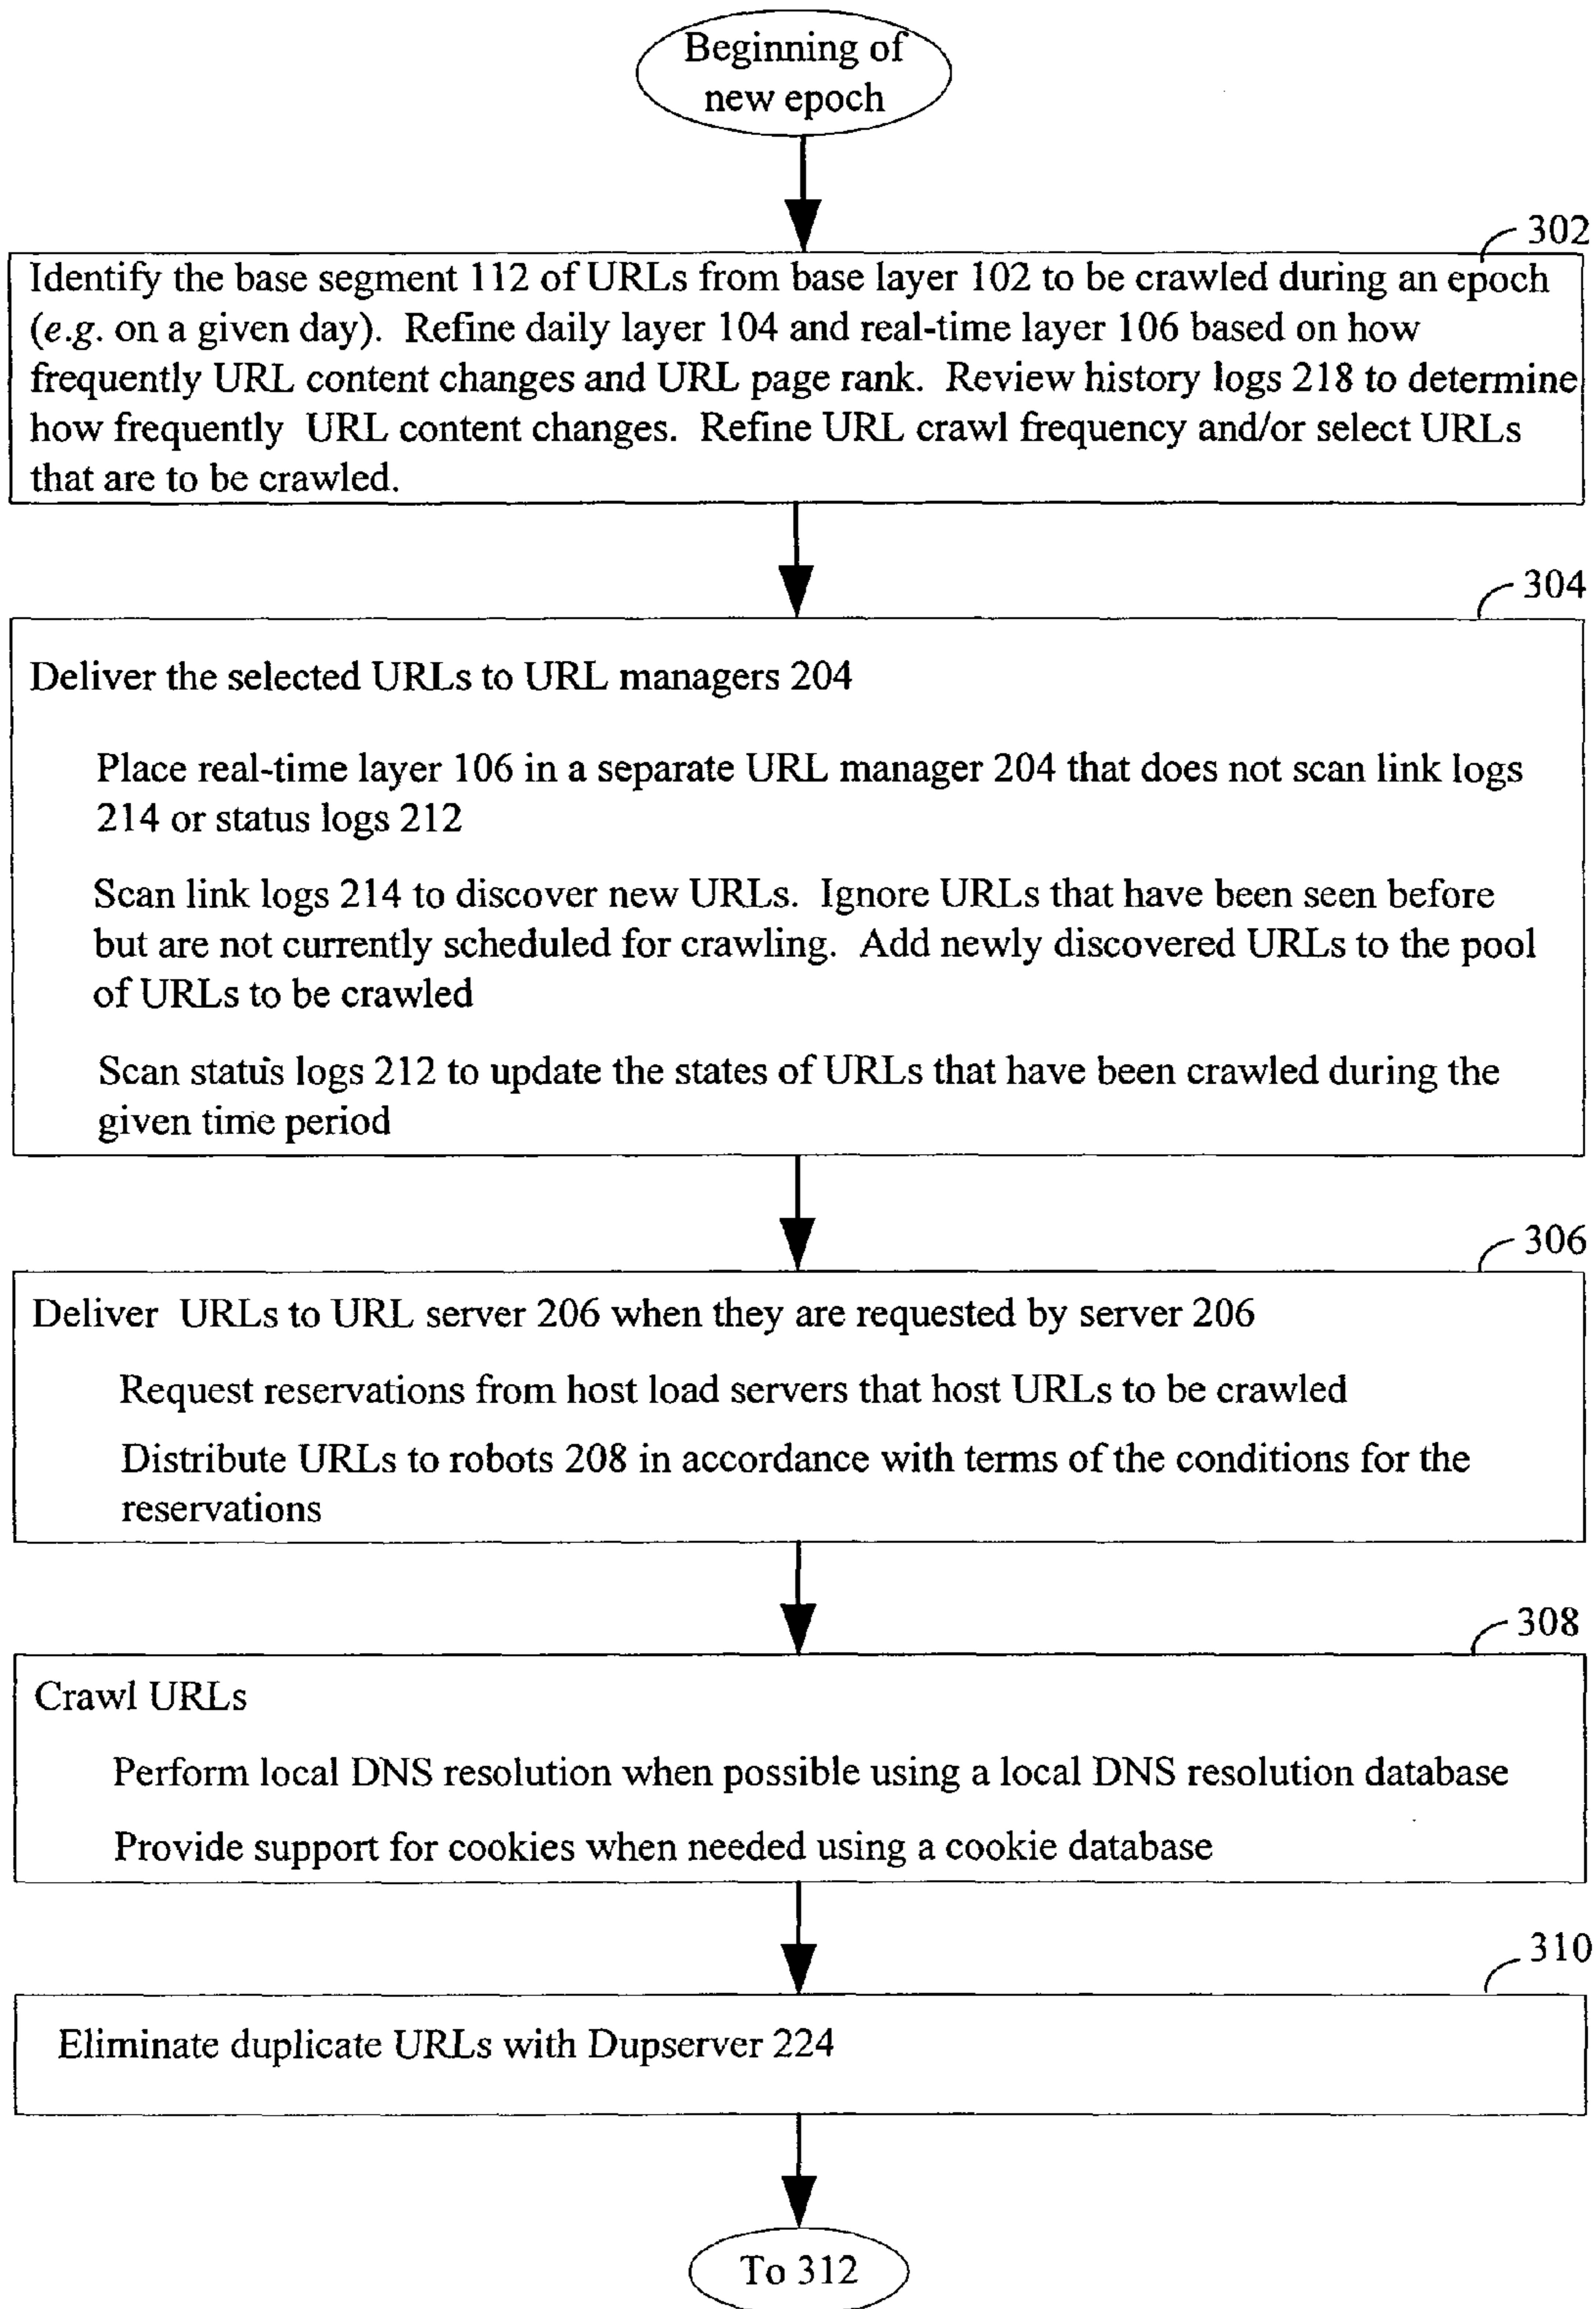 Beginning of
new epoch
302
Identify the base segment 112 of URLs from base layer 102 to be crawled during an epoch
(e.g. on a given day).  Refine daily layer 104 and real-time layer 106 based on how
frequently URL content changes and URL page rank.  Review history logs 218 to determine
how frequently  URL content changes.  Refine URL crawl frequency and/or select URLs
that are to be crawled.
304
Deliver the selected URLs to URL managers 204
Place real-time layer 106 in a separate URL manager 204 that does not scan link logs
214 or status logs 212
Scan link logs 214 to discover new URLs.  Ignore URLs that have been seen before
but are not currently scheduled for crawling.  Add newly discovered URLs to the pool
of URLs to be crawled
Scan status logs 212 to update the states of URLs that have been crawled during the
given time period
306
Deliver  URLs to URL server 206 when they are requested by server 206
Request reservations from host load servers that host URLs to be crawled
Distribute URLs to robots 208 in accordance with terms of the conditions for the
reservations
308
Crawl URLs
Perform local DNS resolution when possible using a local DNS resolution database
Provide support for cookies when needed using a cookie database
310
Eliminate duplicate URLs with Dupserver 224
To 312